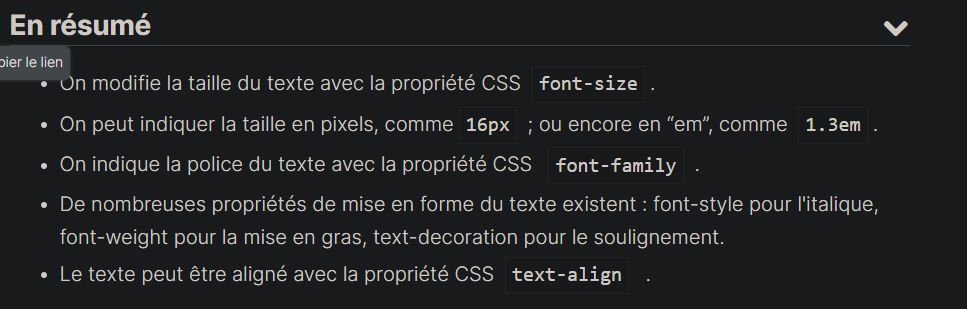 En résumé
pier le lien
On modifie la taille du texte avec la propriété CSS font-size .
On peut indiquer la taille en pixels, comme 16px ; ou encore en “em”, comme 1.3em .
On indique la police du texte avec la propriété CSS font-family .
De nombreuses propriétés de mise en forme du texte existent : font-style pour l'italique,
font-weight pour la mise en gras, text-decoration pour le soulignement.
Le texte peut être aligné avec la propriété CSS text-align .